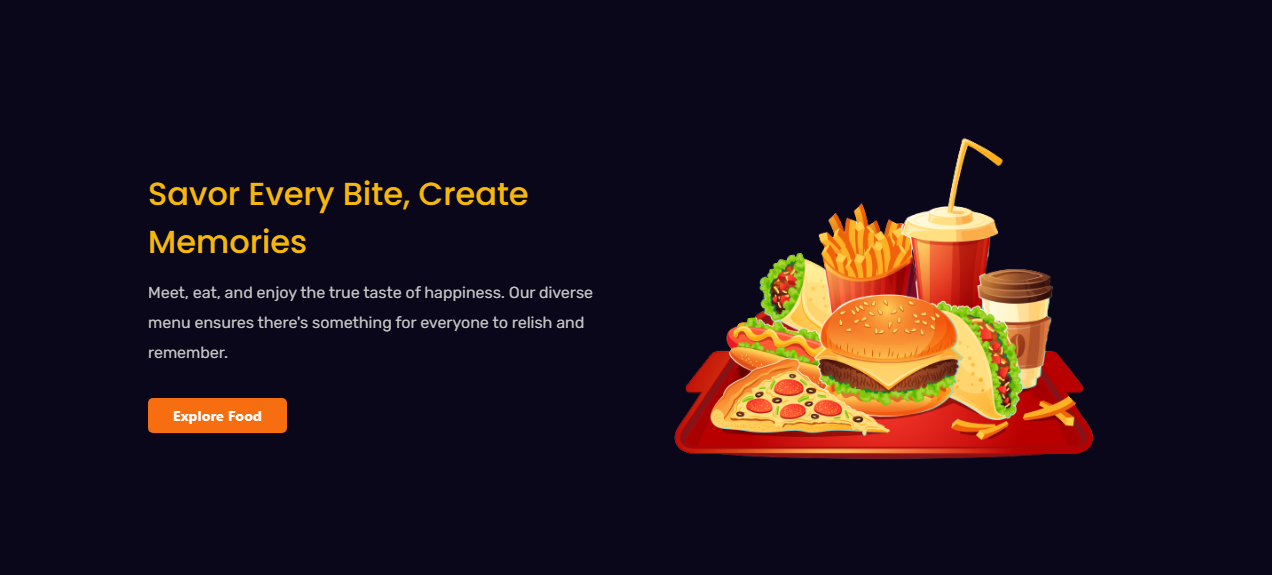 Savor Every Bite, Create
Memories
Meet, eat, and enjoy the true taste of happiness. Our diverse
menu ensures there's something for everyone to relish and
remember.
Explore Food